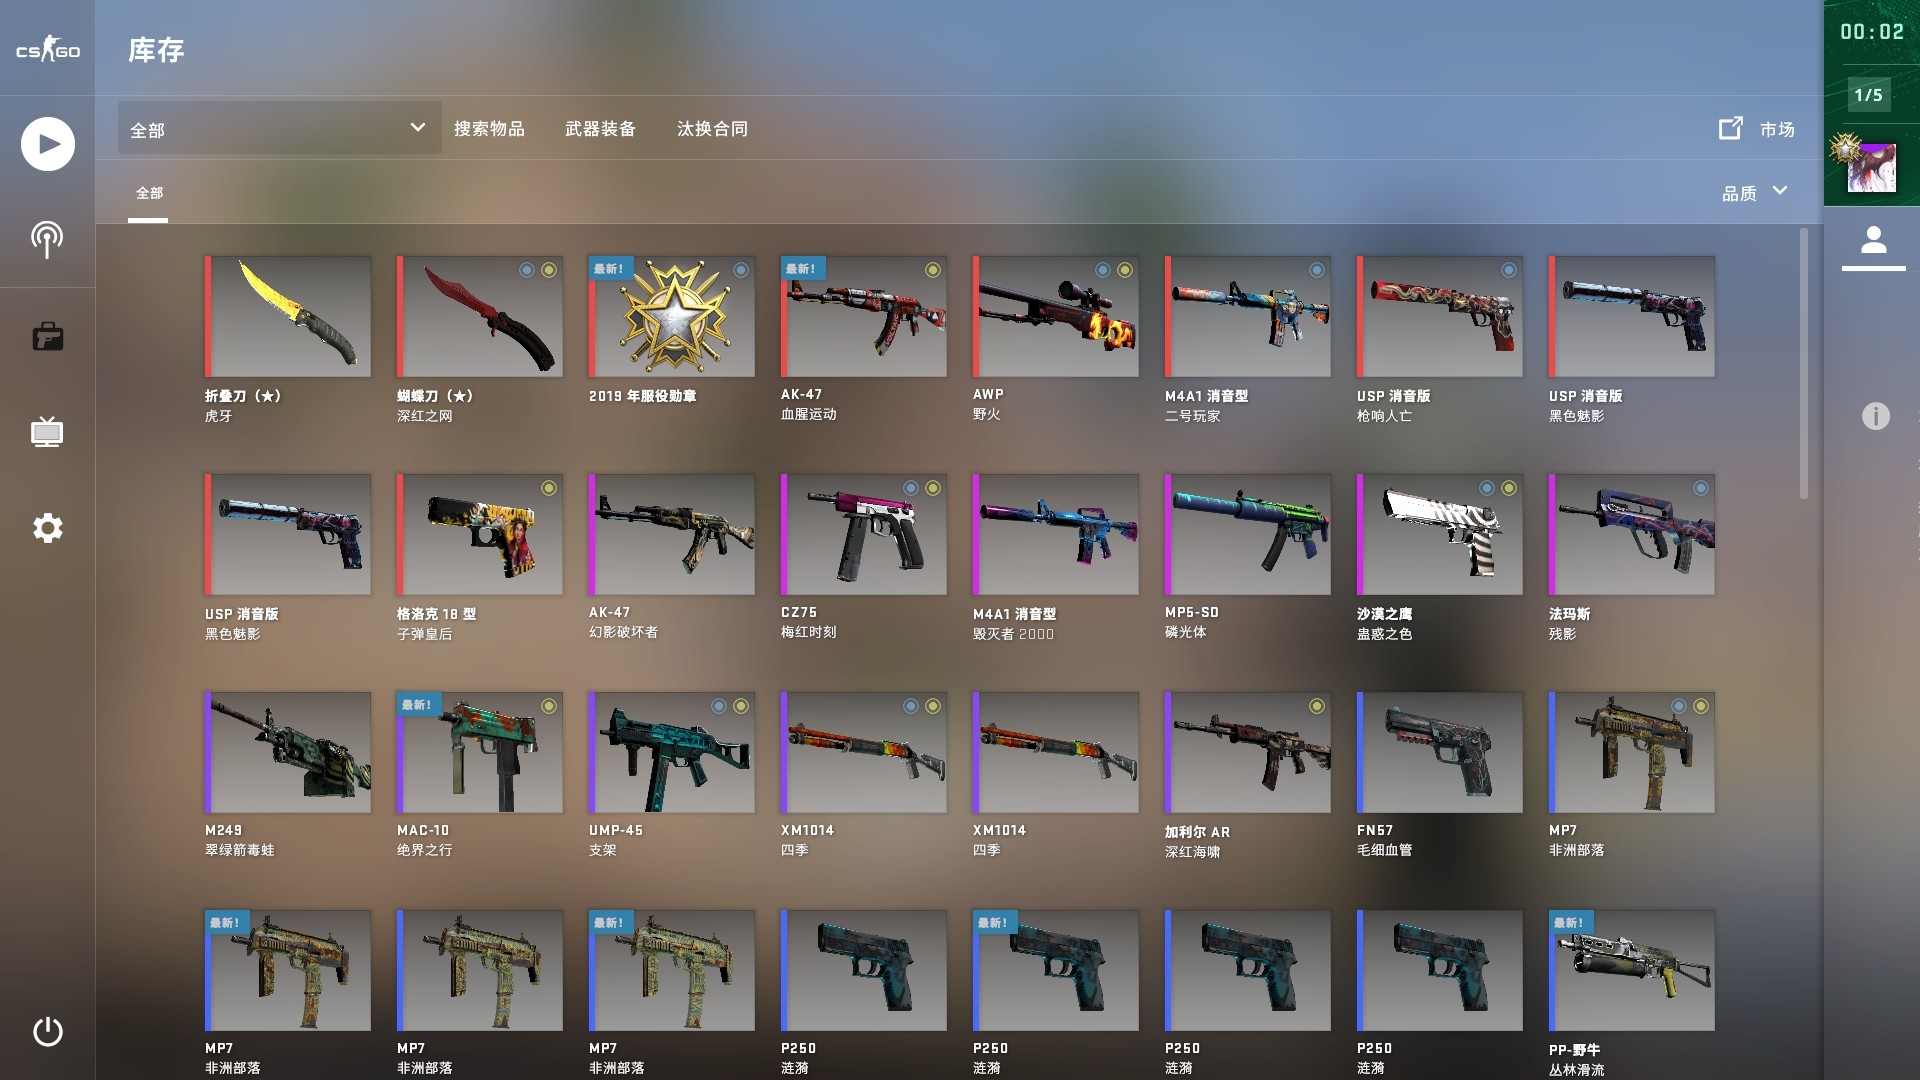 CS GO
库存
00:02
1/5
全部
搜索物品
武器装备
汰换合同
市场
全部
品质
折叠刀（★）
虎牙
蝴蝶刀（★）
深红之网
最新！
2019 年服役勋章
最新！
AK-47
血腥运动
AWP
野火
M4A1 消音型
二号玩家
USP 消音版
枪响人亡
USP 消音版
黑色魅影
USP 消音版
黑色魅影
格洛克 18 型
子弹皇后
AK-47
幻影破坏者
CZ75
梅红时刻
M4A1 消音型
毁灭者 2000
MP5-SD
磷光体
沙漠之鹰
蛊惑之色
法玛斯
残影
M249
翠绿箭毒蛙
最新！
MAC-10
绝界之行
UMP-45
支架
XM1014
四季
XM1014
四季
加利尔 AR
深红海啸
FN57
毛细血管
MP7
非洲部落
最新！
MP7
非洲部落
MP7
非洲部落
最新！
MP7
非洲部落
P250
涟漪
最新！
P250
涟漪
P250
涟漪
P250
涟漪
最新！
PP-野牛
丛林滑流